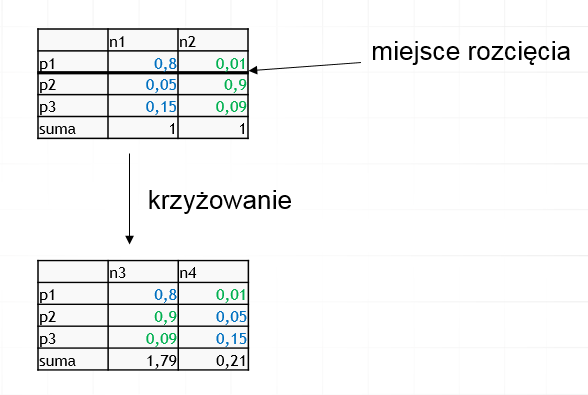 n1 n2
p1 0,8 0,01
miejsce rozcięcia
p2 0,05 0,9
p3 0,15 0,09
suma 1 1
krzyżowanie
n3 n4
p1 0,8 0,01
p2 0,9 0,05
p3 0,09 0,15
suma 1,79 0,21